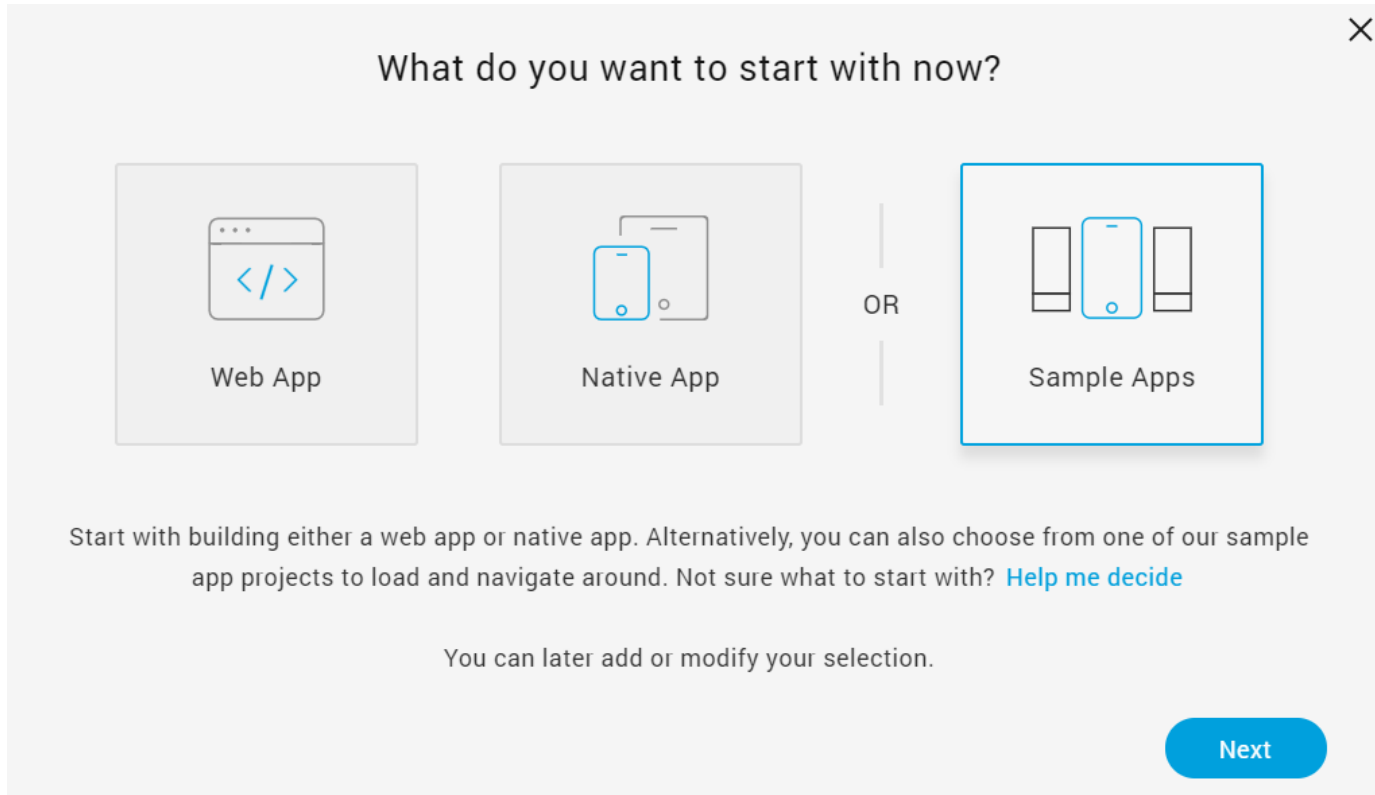 What do you want to start with now?
Web App
Native App
OR
Sample Apps
Start with building either a web app or native app. Alternatively, you can also choose from one of our sample
app projects to load and navigate around. Not sure what to start with? Help me decide
You can later add or modify your selection.
Next